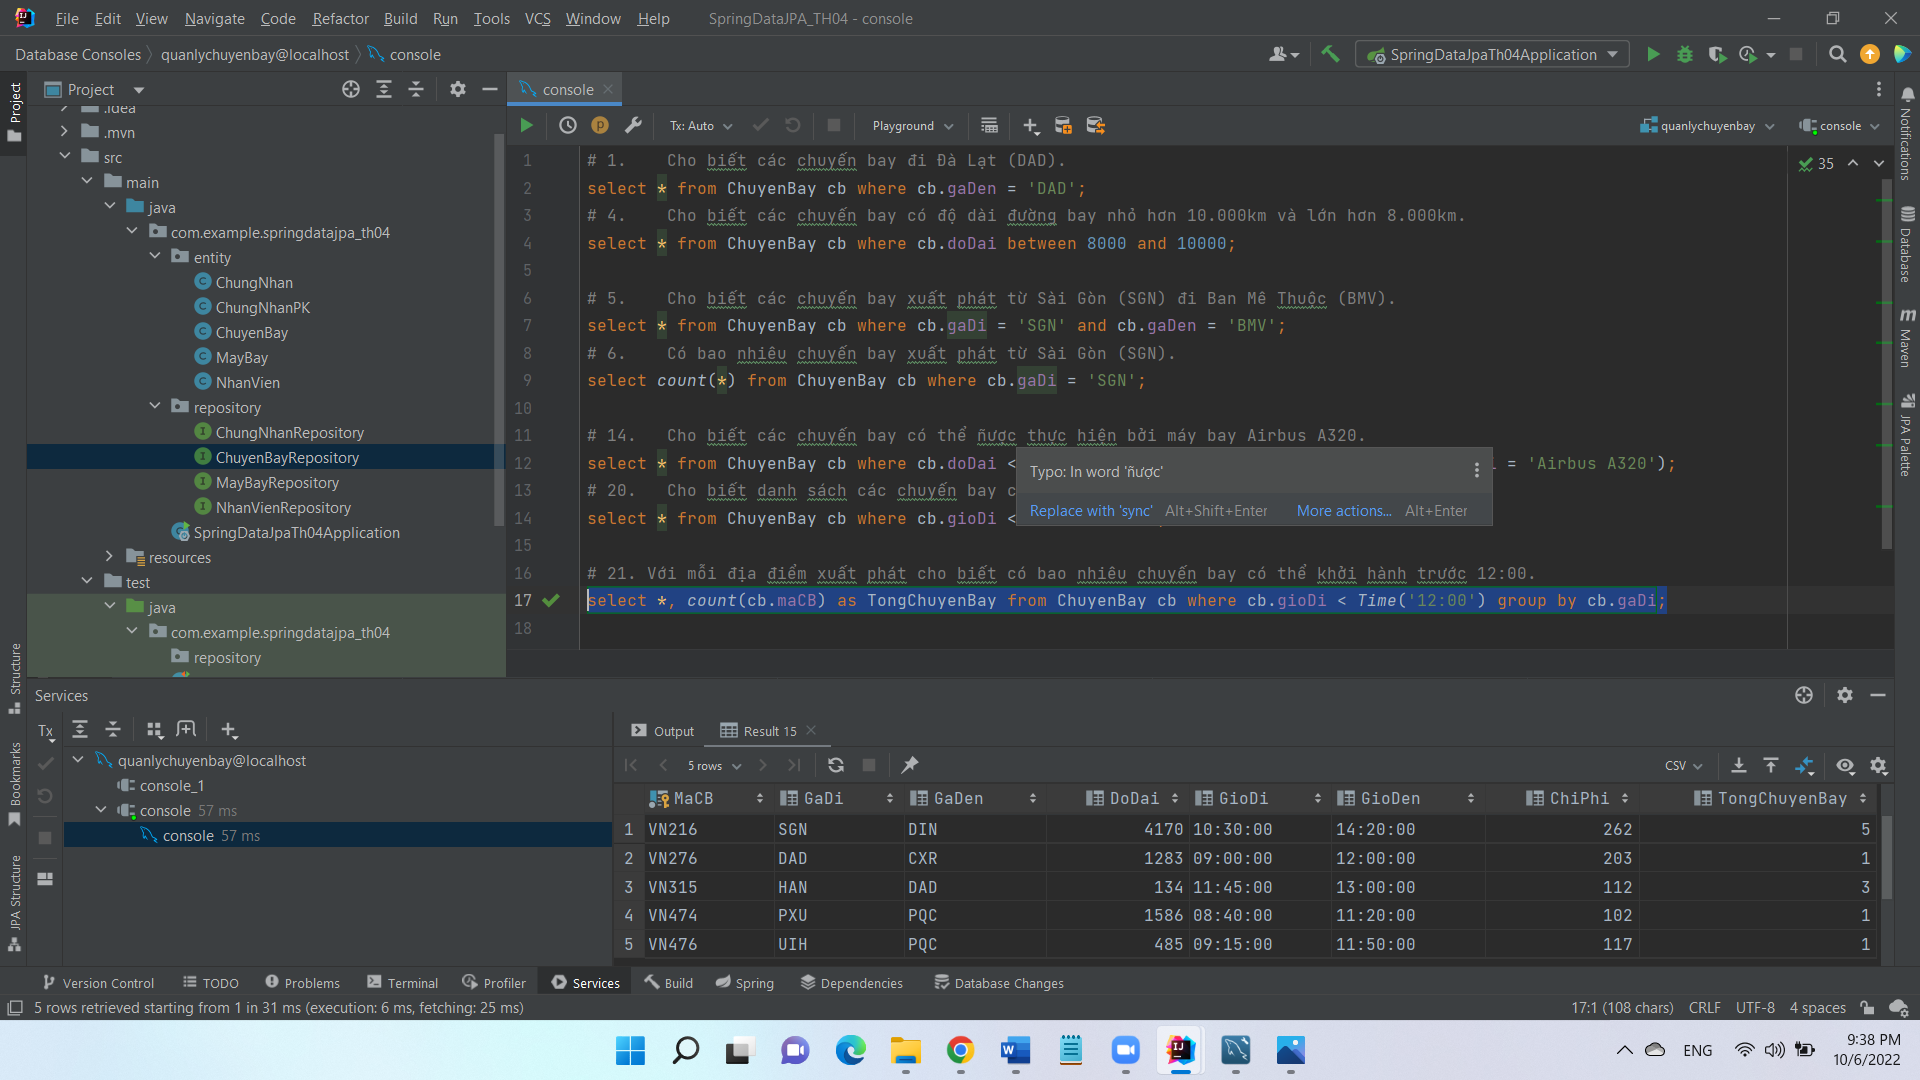 File Edit View Navigate Code Refactor Build Run Tools VCS Window Help SpringDataJPA_TH04 - console
Database Consoles quanlychuyenbay@localhost console SpringDataJpaTh04Application
Project
Project console
Tx: Auto Playground quanlychuyenbay console
.idea
.mvn
src
main
java
com.example.springdatajpa_th04
entity
ChungNhan
ChungNhanPK
ChuyenBay
MayBay
NhanVien
repository
ChungNhanRepository
ChuyenBayRepository
MayBayRepository
NhanVienRepository
SpringDataJpaTh04Application
resources
test
java
com.example.springdatajpa_th04
repository
35
1 # 1. Cho biết các chuyến bay đi Đà Lạt (DAD).
2 select * from ChuyenBay cb where cb.gaDen = 'DAD';
3 # 4. Cho biết các chuyến bay có độ dài đường bay nhỏ hơn 10.000km và lớn hơn 8.000km.
4 select * from ChuyenBay cb where cb.doDai between 8000 and 10000;
5
6 # 5. Cho biết các chuyến bay xuất phát từ Sài Gòn (SGN) đi Ban Mê Thuộc (BMV).
7 select * from ChuyenBay cb where cb.gaDi = 'SGN' and cb.gaDen = 'BMV';
8 # 6. Có bao nhiêu chuyến bay xuất phát từ Sài Gòn (SGN).
9 select count(*) from ChuyenBay cb where cb.gaDi = 'SGN';
10
11 # 14. Cho biết các chuyến bay có thể ñược thực hiện bởi máy bay Airbus A320.
12 select * from ChuyenBay cb where cb.doDai < = 'Airbus A320');
13 # 20. Cho biết danh sách các chuyến bay c
14 select * from ChuyenBay cb where cb.gioDi <
15
16 # 21. Với mỗi địa điểm xuất phát cho biết có bao nhiêu chuyến bay có thể khởi hành trước 12:00.
17 select *, count(cb.maCB) as TongChuyenBay from ChuyenBay cb where cb.gioDi < Time('12:00') group by cb.gaDi;
18
Typo: In word 'ñược'
Replace with 'sync' Alt+Shift+Enter More actions... Alt+Enter
Notifications
Database
Maven
JPA Palette
Structure
Bookmarks
JPA Structure
Services
Tx
quanlychuyenbay@localhost
console_1
console 57 ms
console 57 ms
Output Result 15
5 rows CSV
MaCB GaDi GaDen DoDai GioDi GioDen ChiPhi TongChuyenBay
1 VN216 SGN DIN 4170 10:30:00 14:20:00 262 5
2 VN276 DAD CXR 1283 09:00:00 12:00:00 203 1
3 VN315 HAN DAD 134 11:45:00 13:00:00 112 3
4 VN474 PXU PQC 1586 08:40:00 11:20:00 102 1
5 VN476 UIH PQC 485 09:15:00 11:50:00 117 1
Version Control TODO Problems Terminal Profiler Services Build Spring Dependencies Database Changes
5 rows retrieved starting from 1 in 31 ms (execution: 6 ms, fetching: 25 ms) 17:1 (108 chars) CRLF UTF-8 4 spaces
ENG 9:38 PM
10/6/2022